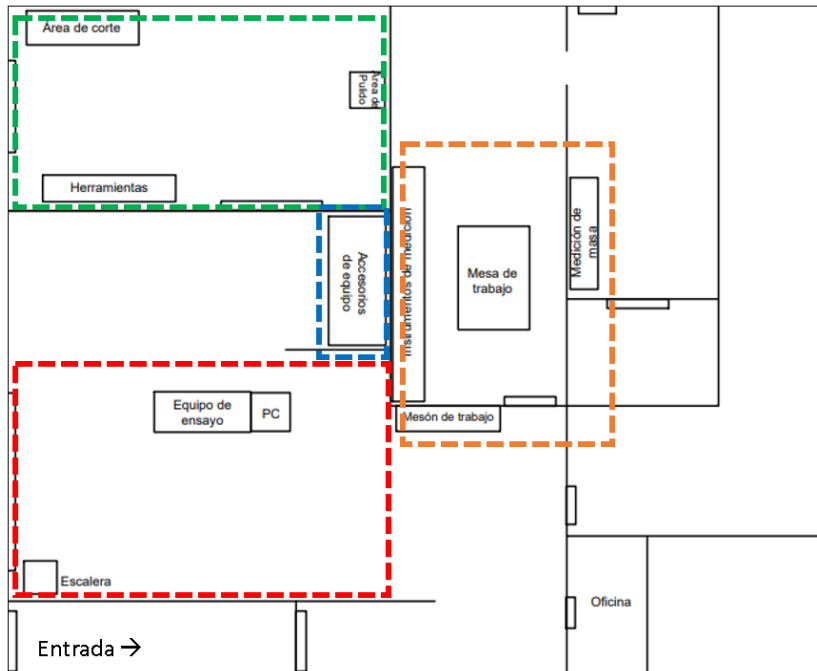 Área de corte
Área de
Pulido
Herramientas
Accesorios
de equipo
Instrumentos de medición
Mesa de
trabajo
Medición de
masa
Equipo de
ensayo
PC
Mesón de trabajo
Escalera
Oficina
Entrada →